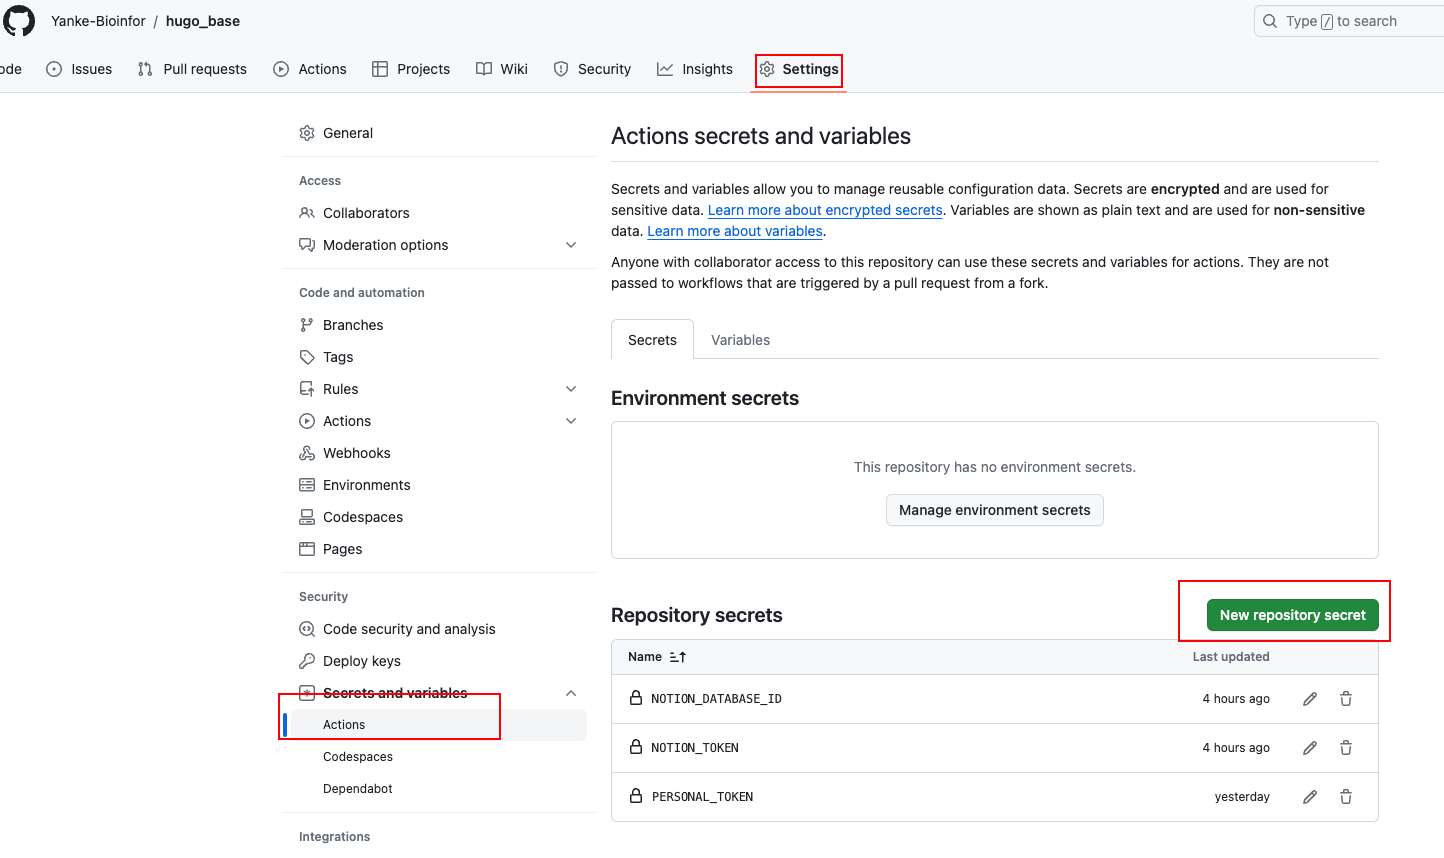 Yanke-Bioinfor / hugo_base
Type / to search
ode Issues Pull requests Actions Projects Wiki Security Insights Settings
General
Access
Collaborators
Moderation options
Code and automation
Branches
Tags
Rules
Actions
Webhooks
Environments
Codespaces
Pages
Security
Code security and analysis
Deploy keys
Secrets and variables
Actions
Codespaces
Dependabot
Integrations
Actions secrets and variables
Secrets and variables allow you to manage reusable configuration data. Secrets are encrypted and are used for
sensitive data. Learn more about encrypted secrets. Variables are shown as plain text and are used for non-sensitive
data. Learn more about variables.
Anyone with collaborator access to this repository can use these secrets and variables for actions. They are not
passed to workflows that are triggered by a pull request from a fork.
Secrets Variables
Environment secrets
This repository has no environment secrets.
Manage environment secrets
Repository secrets
New repository secret
Name Last updated
NOTION_DATABASE_ID 4 hours ago
NOTION_TOKEN 4 hours ago
PERSONAL_TOKEN yesterday